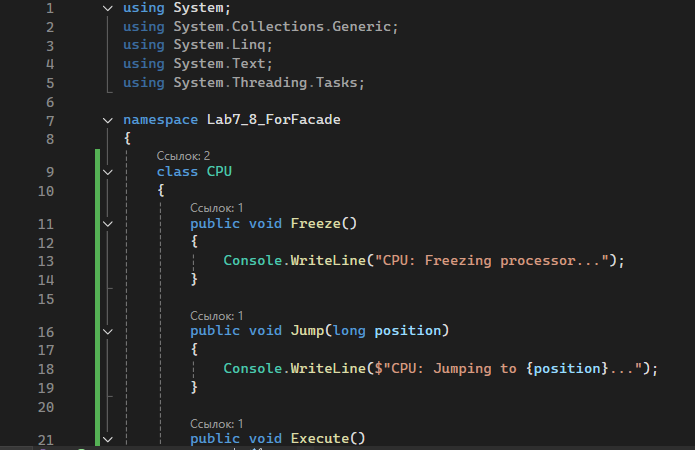 1 using System;
2 using System.Collections.Generic;
3 using System.Linq;
4 using System.Text;
5 using System.Threading.Tasks;
6
7 namespace Lab7_8_ForFacade
8 {
Ссылок: 2
9 class CPU
10 {
Ссылок: 1
11 public void Freeze()
12 {
13 Console.WriteLine("CPU: Freezing processor...");
14 }
15
Ссылок: 1
16 public void Jump(long position)
17 {
18 Console.WriteLine($"CPU: Jumping to {position}...");
19 }
20
Ссылок: 1
21 public void Execute()